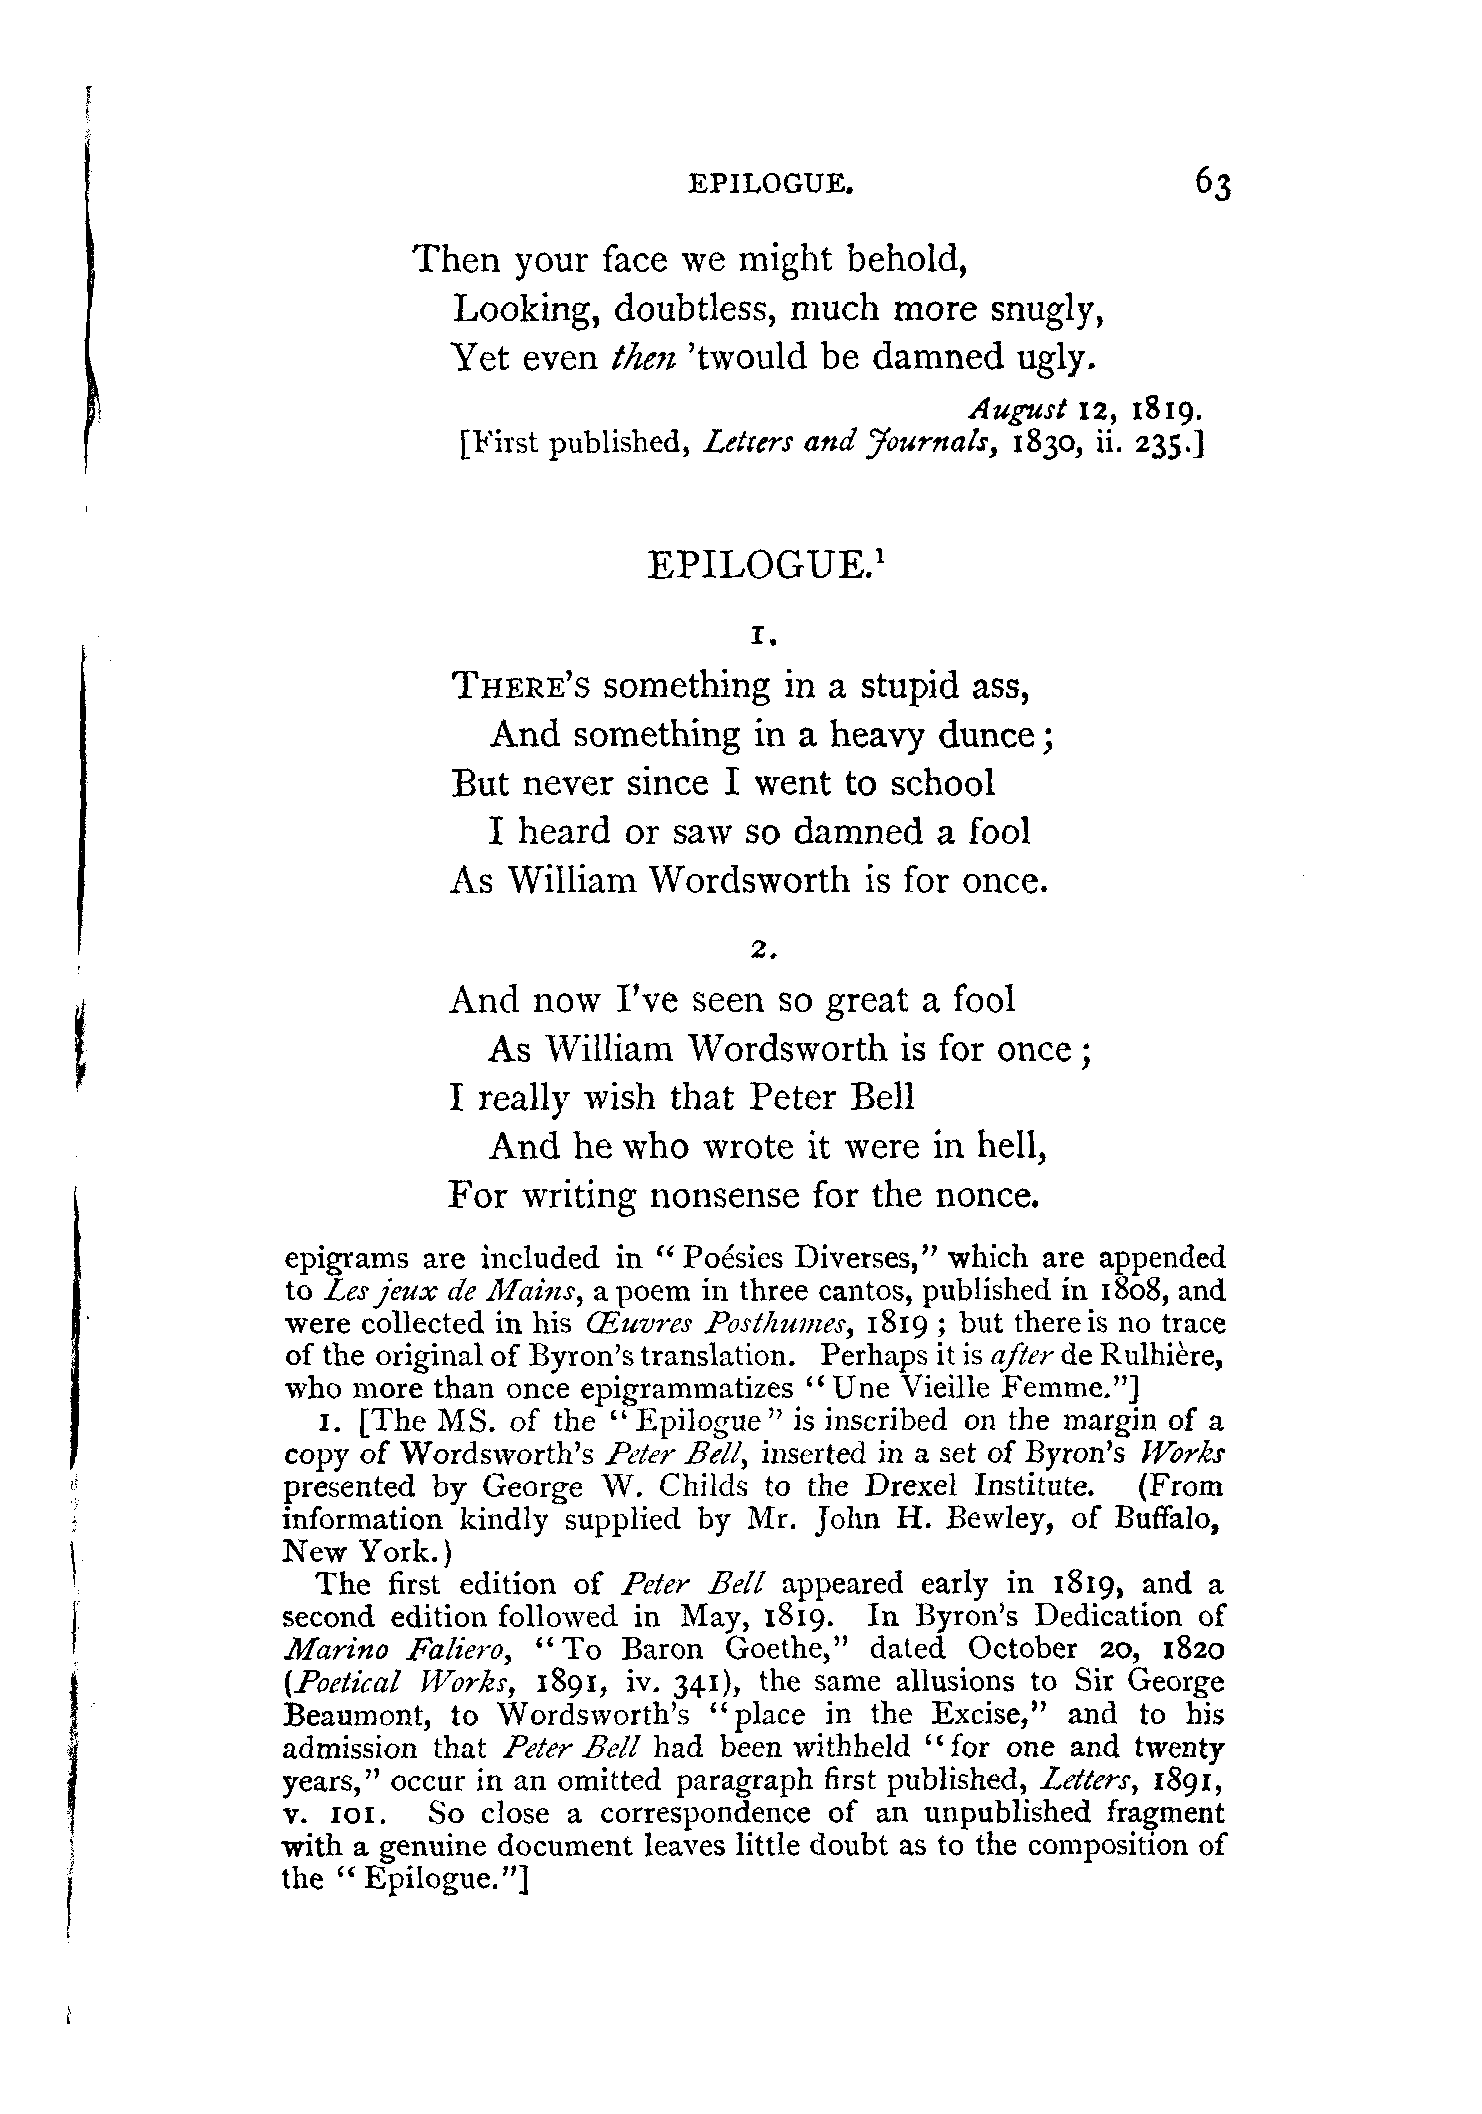 EPILOGUE. 63
Then your face we might behold,
Looking, doubtless, much more snugly,
Yet even then 'twould be damned ugly.
August 12, 1819.
[First published, Letters and Journals, 1830, ii. 235.]
EPILOGUE.¹
1.
THERE'S something in a stupid ass,
And something in a heavy dunce;
But never since I went to school
I heard or saw so damned a fool
As William Wordsworth is for once.
2.
And now I've seen so great a fool
As William Wordsworth is for once;
I really wish that Peter Bell
And he who wrote it were in hell,
For writing nonsense for the nonce.
epigrams are included in "Poésies Diverses," which are appended
to Les jeux de Mains, a poem in three cantos, published in 1808, and
were collected in his Œuvres Posthumes, 1819; but there is no trace
of the original of Byron's translation. Perhaps it is after de Rulhière,
who more than once epigrammatizes "Une Vieille Femme."]
1. [The MS. of the "Epilogue" is inscribed on the margin of a
copy of Wordsworth's Peter Bell, inserted in a set of Byron's Works
presented by George W. Childs to the Drexel Institute. (From
information kindly supplied by Mr. John H. Bewley, of Buffalo,
New York.)
The first edition of Peter Bell appeared early in 1819, and a
second edition followed in May, 1819. In Byron's Dedication of
Marino Faliero, "To Baron Goethe," dated October 20, 1820
(Poetical Works, 1891, iv. 341), the same allusions to Sir George
Beaumont, to Wordsworth's "place in the Excise," and to his
admission that Peter Bell had been withheld "for one and twenty
years," occur in an omitted paragraph first published, Letters, 1891,
v. 101. So close a correspondence of an unpublished fragment
with a genuine document leaves little doubt as to the composition of
the "Epilogue."]